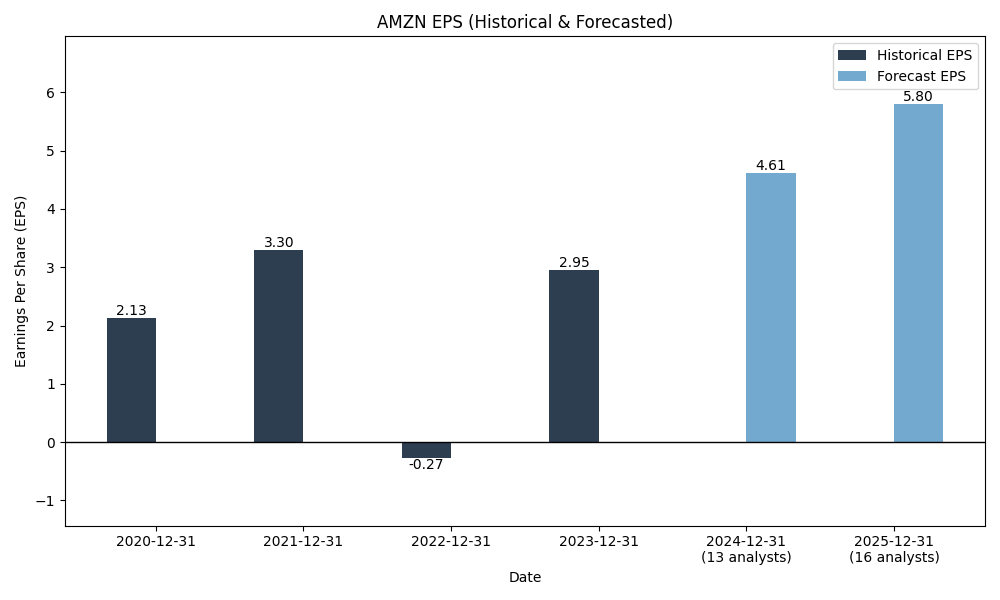 AMZN EPS (Historical & Forecasted)
Historical EPS
Forecast EPS
Earnings Per Share (EPS)
6
5
4
3
2
1
0
−1
2.13
3.30
-0.27
2.95
4.61
5.80
2020-12-31
2021-12-31
2022-12-31
2023-12-31
2024-12-31
(13 analysts)
2025-12-31
(16 analysts)
Date